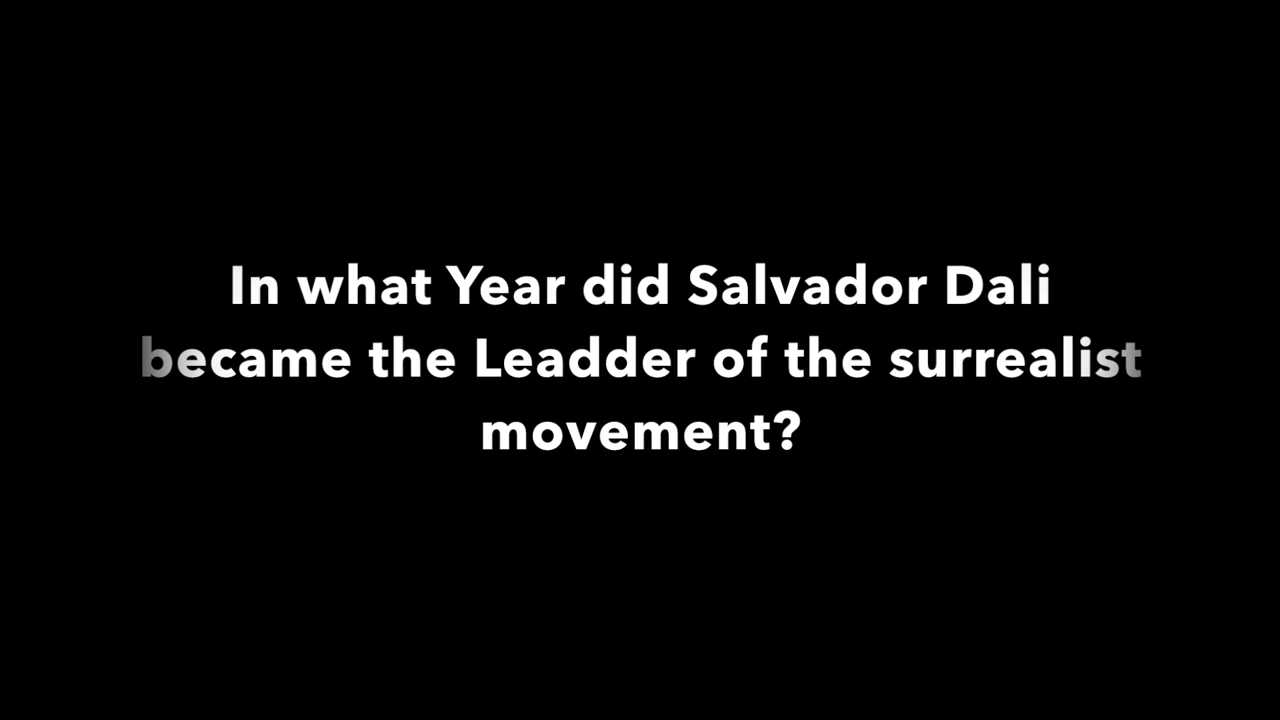 In what Year did Salvador Dali
became the Leadder of the surrealist
movement?